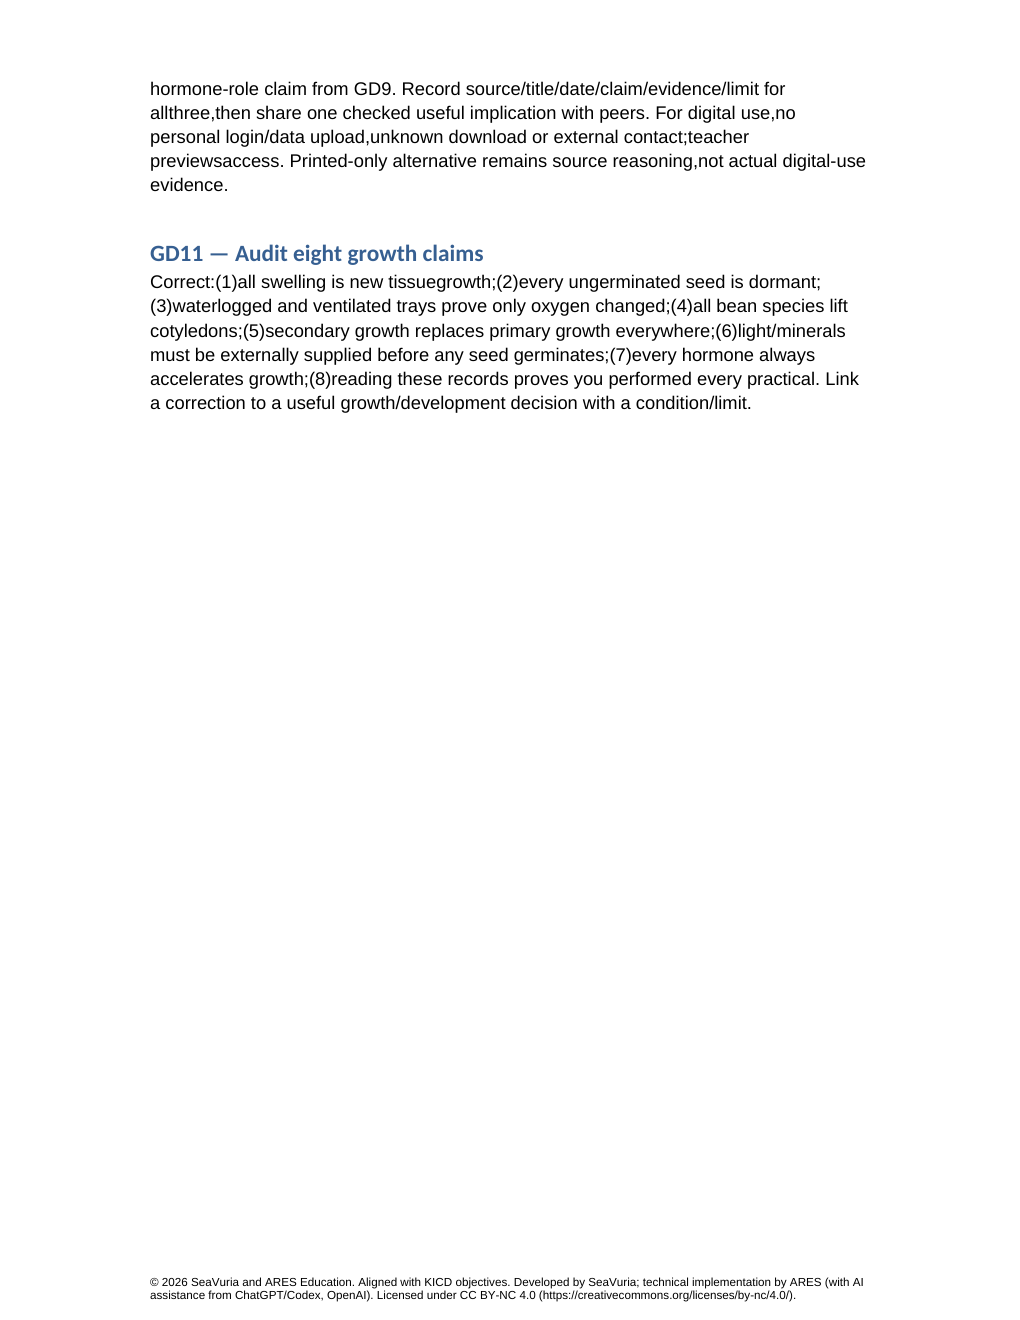 hormone-role claim from GD9. Record source/title/date/claim/evidence/limit for
allthree,then share one checked useful implication with peers. For digital use,no
personal login/data upload,unknown download or external contact;teacher
previewsaccess. Printed-only alternative remains source reasoning,not actual digital-use
evidence.
GD11 — Audit eight growth claims
Correct:(1)all swelling is new tissuegrowth;(2)every ungerminated seed is dormant;
(3)waterlogged and ventilated trays prove only oxygen changed;(4)all bean species lift
cotyledons;(5)secondary growth replaces primary growth everywhere;(6)light/minerals
must be externally supplied before any seed germinates;(7)every hormone always
accelerates growth;(8)reading these records proves you performed every practical. Link
a correction to a useful growth/development decision with a condition/limit.
© 2026 SeaVuria and ARES Education. Aligned with KICD objectives. Developed by SeaVuria; technical implementation by ARES (with AI
assistance from ChatGPT/Codex, OpenAI). Licensed under CC BY-NC 4.0 (https://creativecommons.org/licenses/by-nc/4.0/).